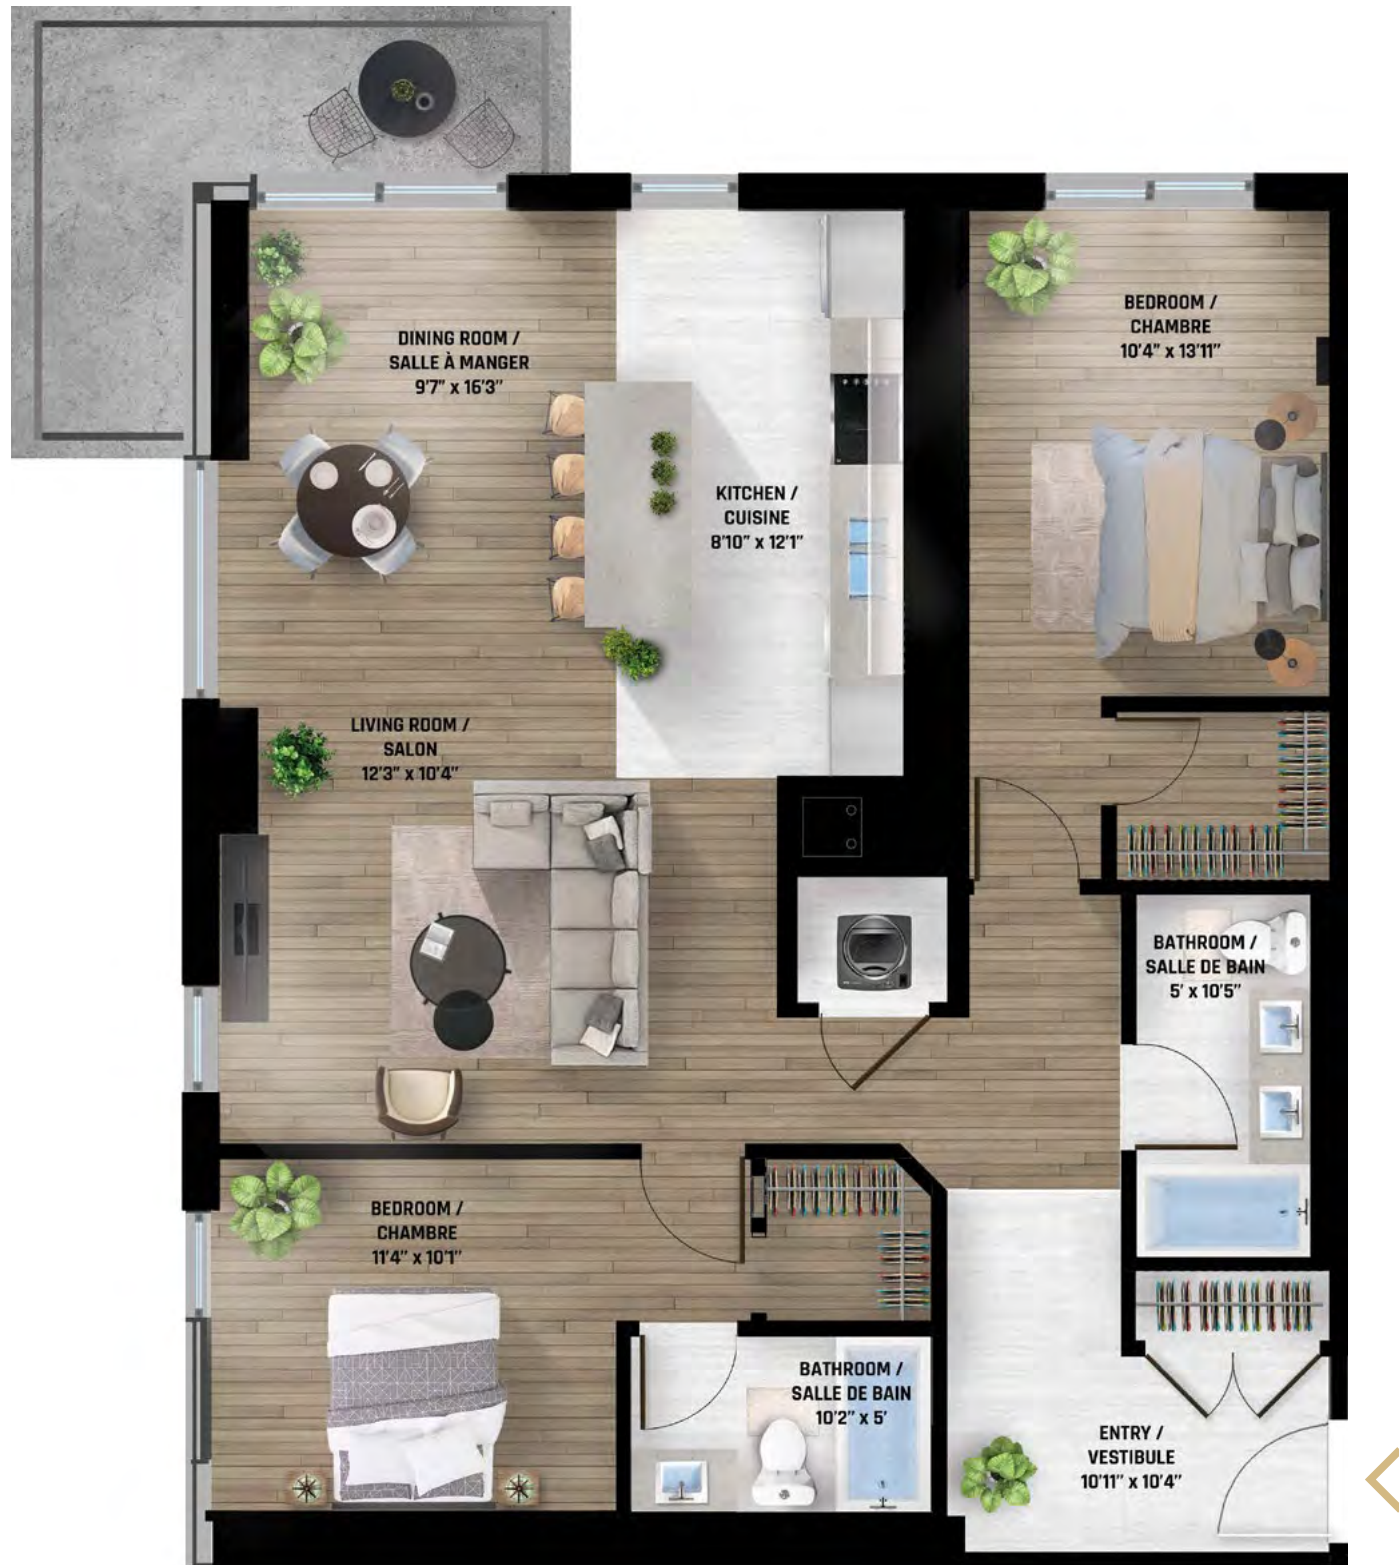 BEDROOM /
CHAMBRE
10'4" x 13'11"
DINING ROOM /
SALLE À MANGER
9'7" x 16'3"
KITCHEN /
CUISINE
8'10" x 12'1"
LIVING ROOM /
SALON
12'3" x 10'4"
BATHROOM /
SALLE DE BAIN
5' x 10'5"
BEDROOM /
CHAMBRE
11'4" x 10'1"
BATHROOM /
SALLE DE BAIN
10'2" x 5'
ENTRY /
VESTIBULE
10'11" x 10'4"